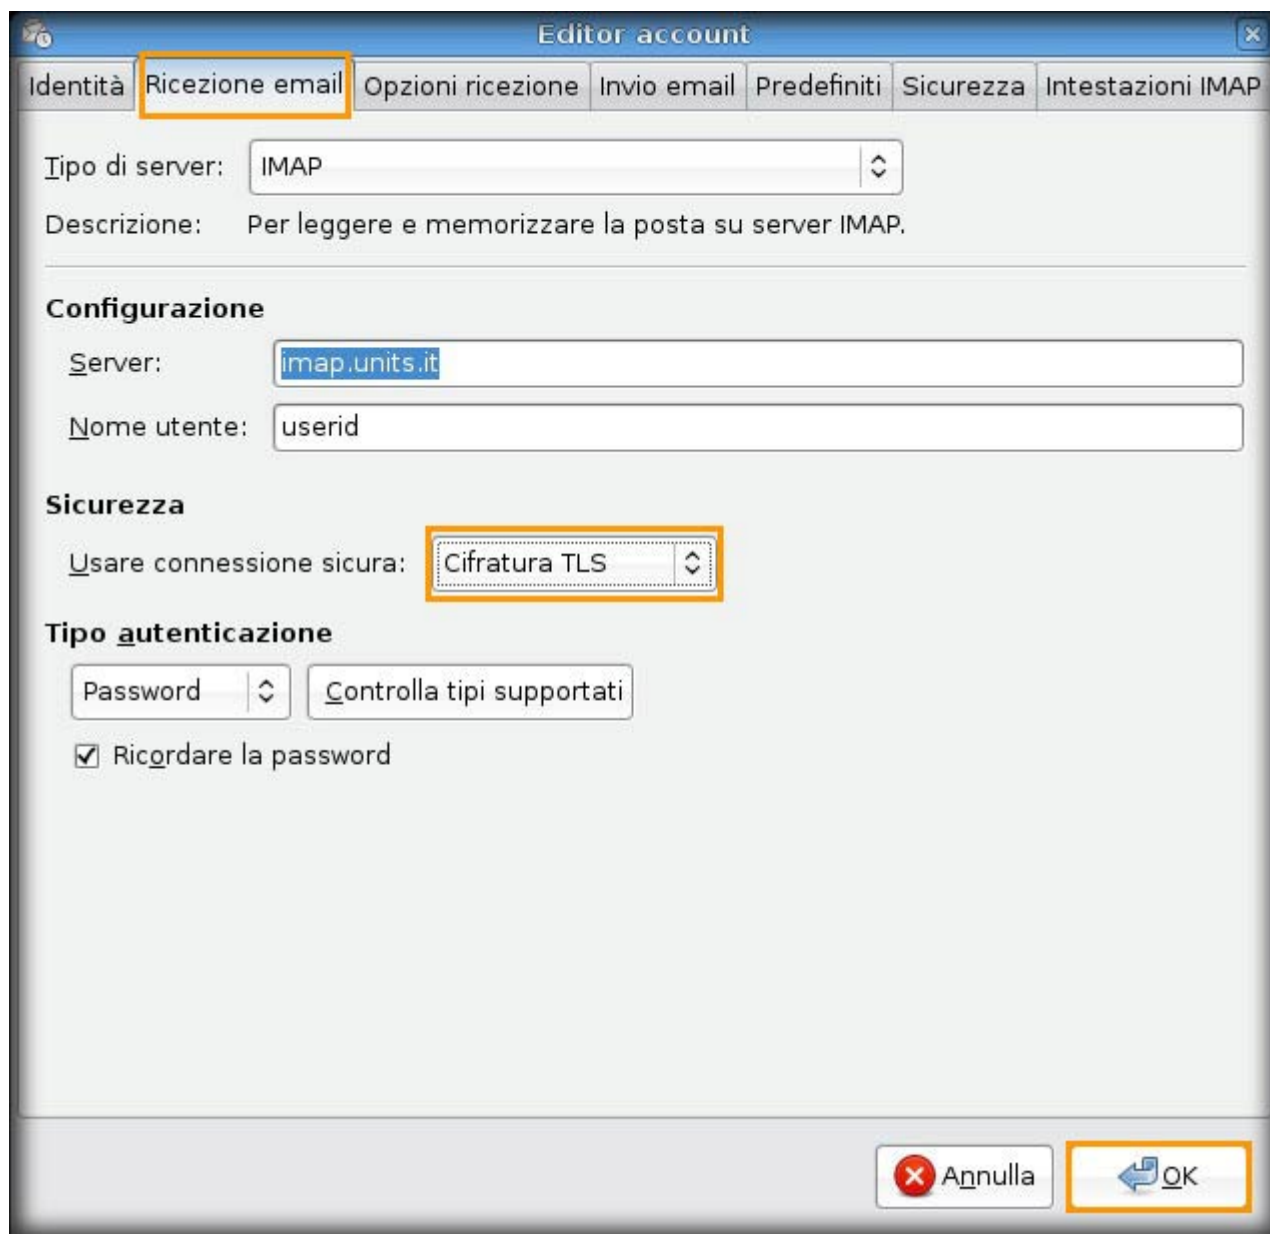 Editor account
Identità Ricezione email Opzioni ricezione Invio email Predefiniti Sicurezza Intestazioni IMAP
Tipo di server: IMAP
Descrizione: Per leggere e memorizzare la posta su server IMAP.
Configurazione
Server: imap.units.it
Nome utente: userid
Sicurezza
Usare connessione sicura: Cifratura TLS
Tipo autenticazione
Password Controlla tipi supportati
Ricordare la password
Annulla OK